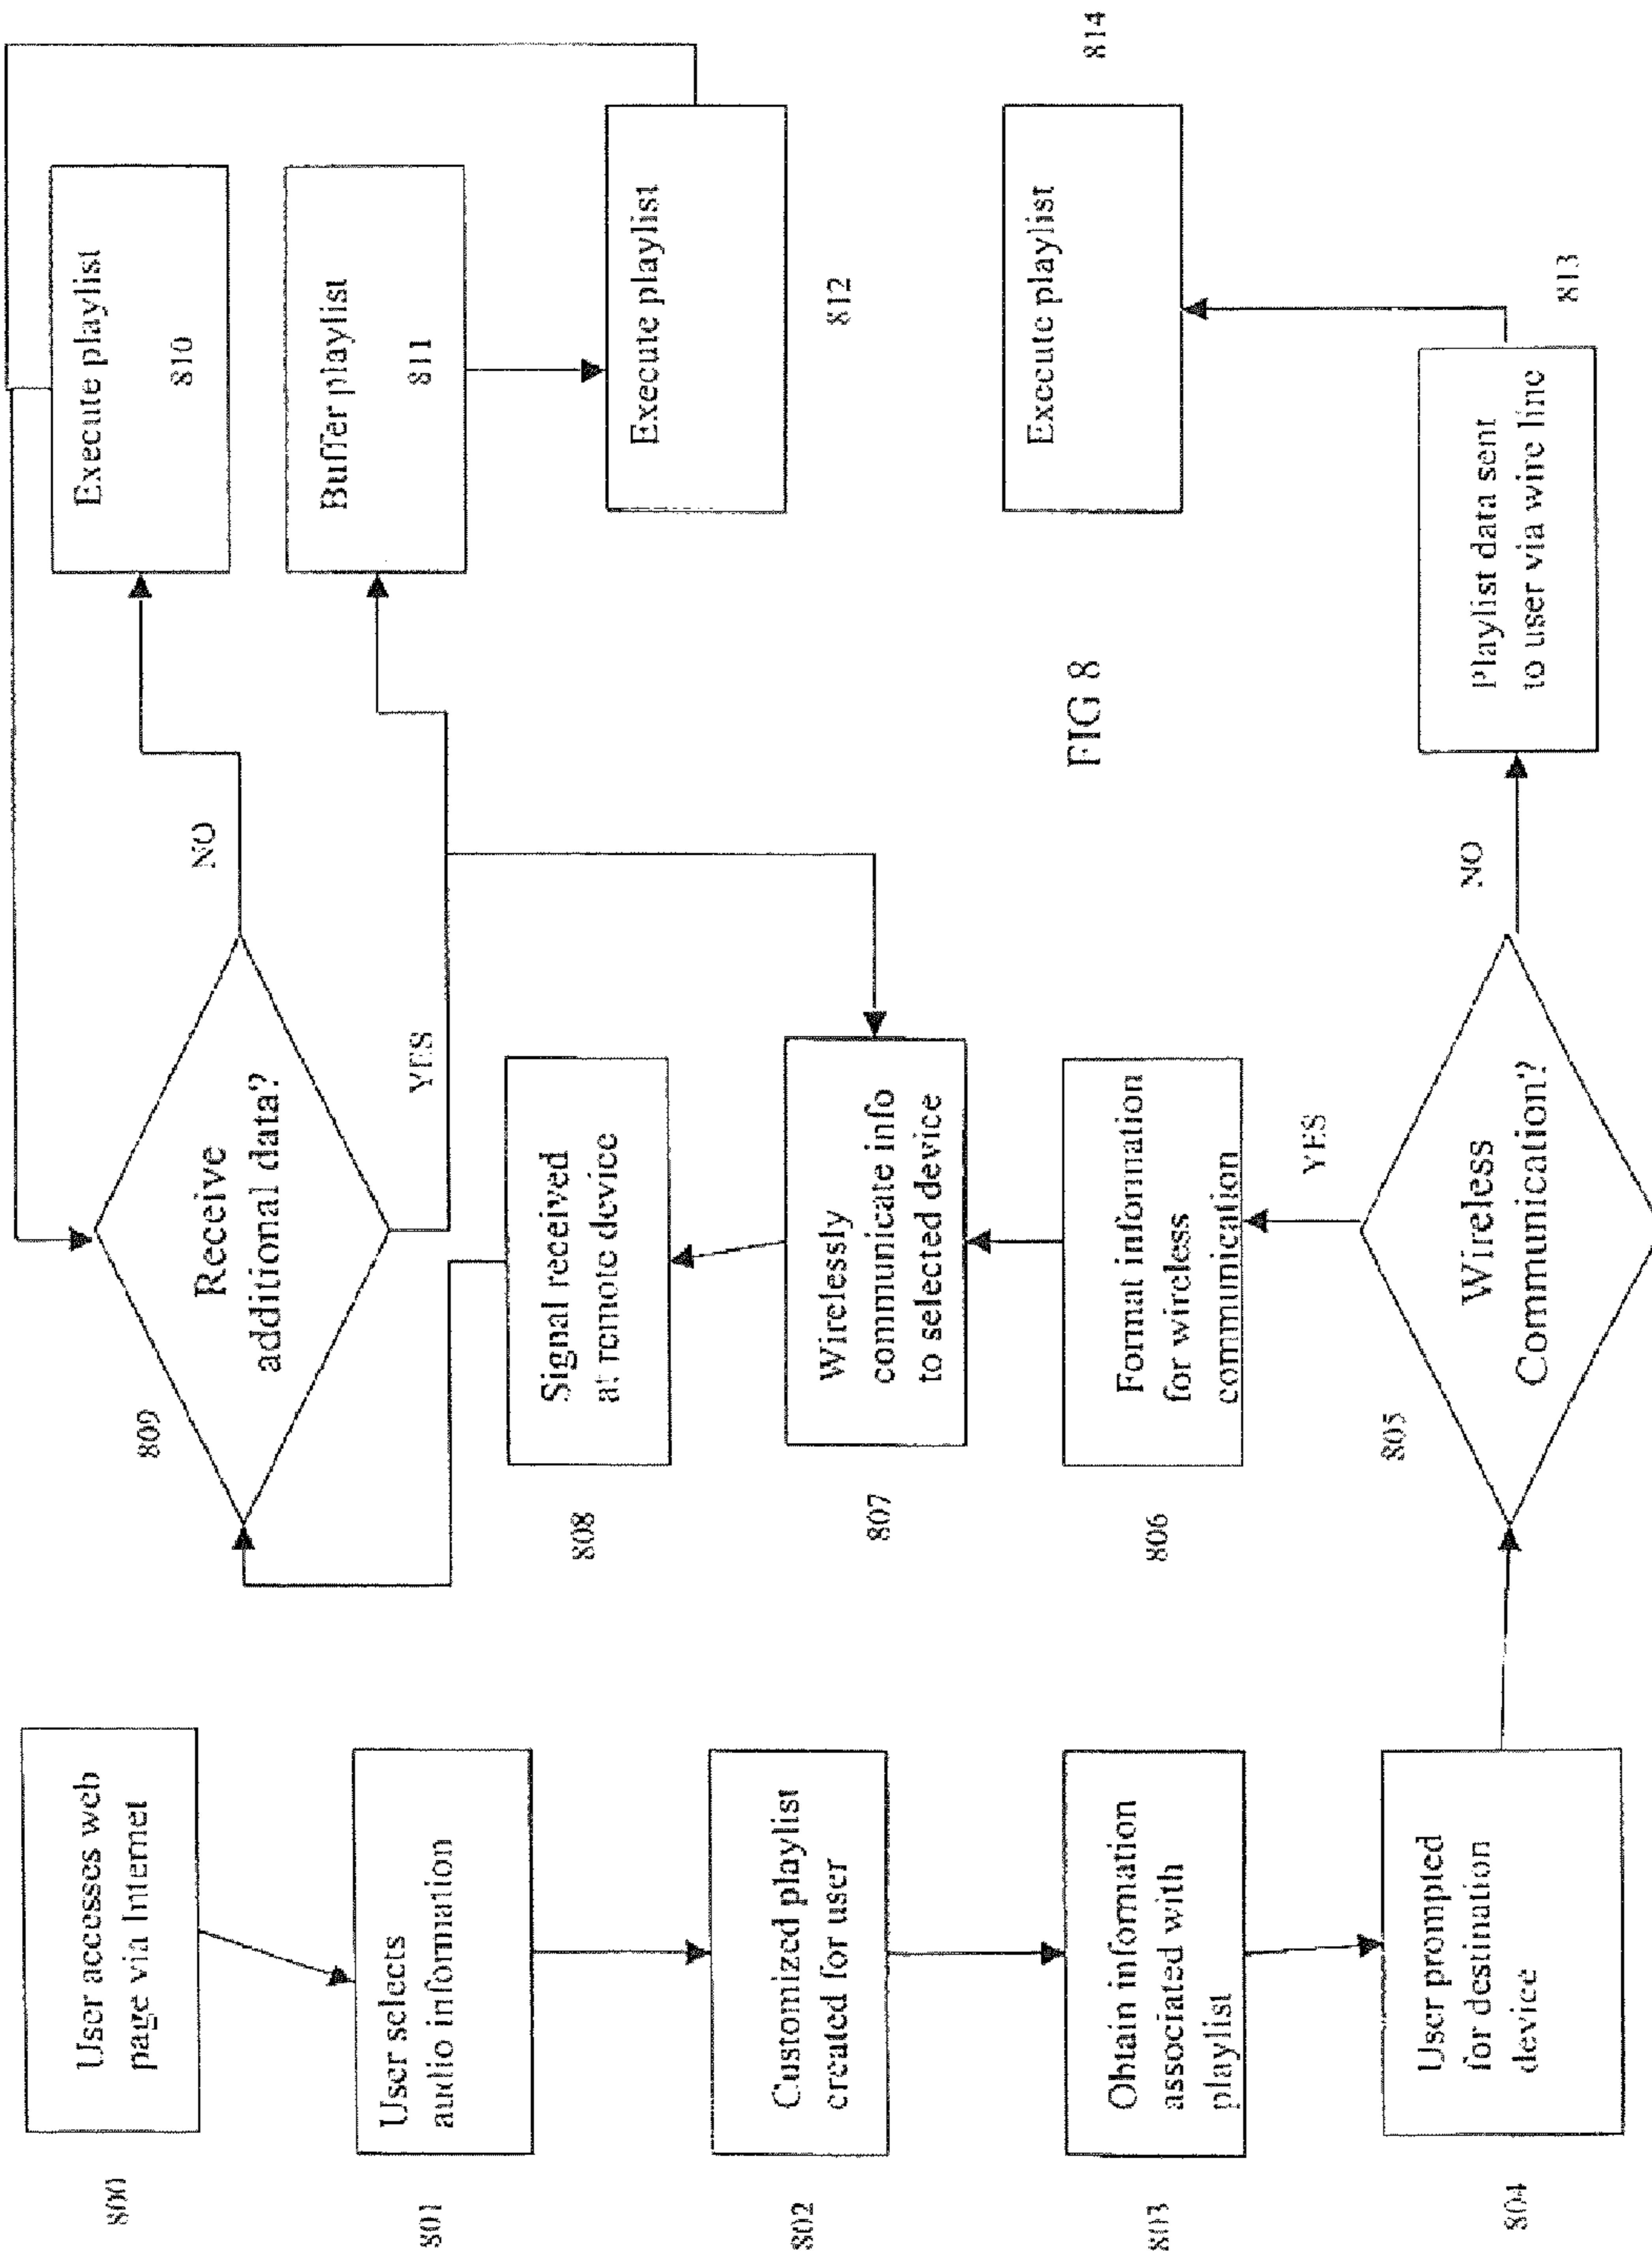 800
User accesses web
page via Internet
801
User selects
audio information
802
Customized playlist
created for user
803
Obtain information
associated with
playlist
804
User prompted
for destination
device
805
Wireless
Communication?
YES
NO
806
Format information
for wireless
communication
807
Wirelessly
communicate info
to selected device
808
Signal received
at remote device
809
Receive
additional data?
NO
YES
Execute playlist
810
Buffer playlist
811
Execute playlist
812
Playlist data sent
to user via wire line
813
Execute playlist
814
FIG 8